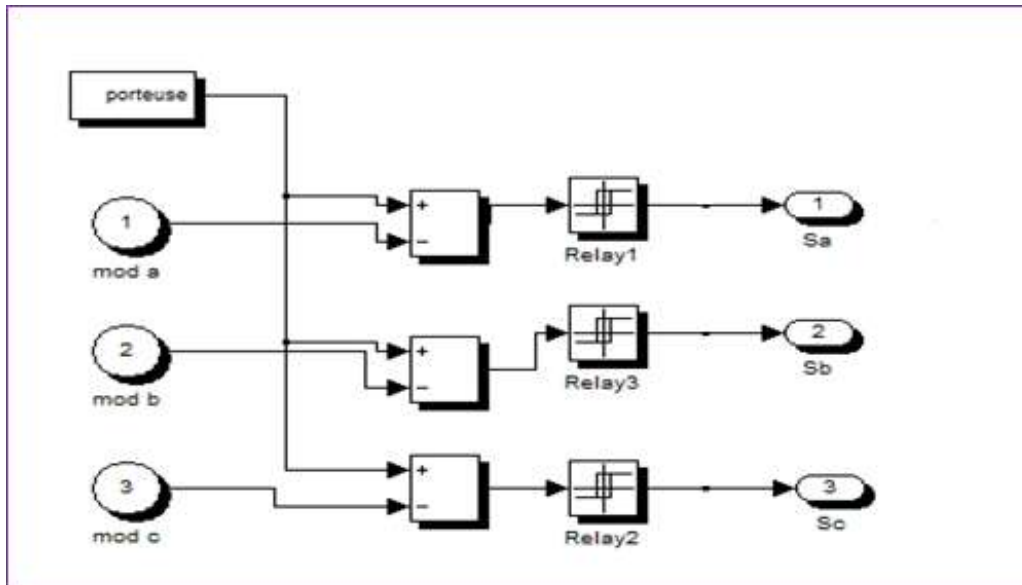 porteuse
1
mod a
+
−
Relay1
1
Sa
2
mod b
+
−
Relay3
2
Sb
3
mod c
+
−
Relay2
3
Sc